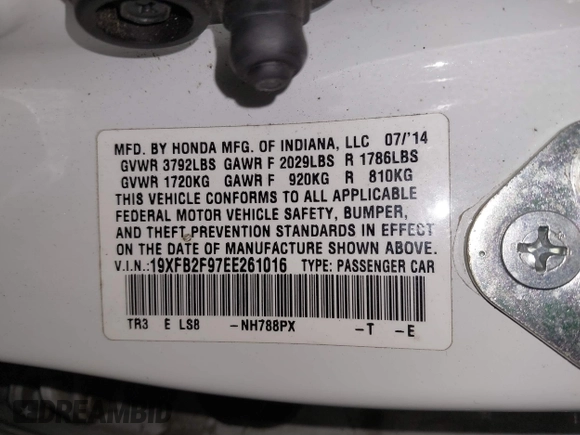 MFD. BY HONDA MFG. OF INDIANA, LLC 07/'14
GVWR 3792LBS GAWR F 2029LBS R 1786LBS
GVWR 1720KG GAWR F 920KG R 810KG
THIS VEHICLE CONFORMS TO ALL APPLICABLE
FEDERAL MOTOR VEHICLE SAFETY, BUMPER,
AND THEFT PREVENTION STANDARDS IN EFFECT
ON THE DATE OF MANUFACTURE SHOWN ABOVE.
V.I.N.:19XFB2F97EE261016 TYPE: PASSENGER CAR
TR3 E LSB -NH788PX -T -E
DREAMBID